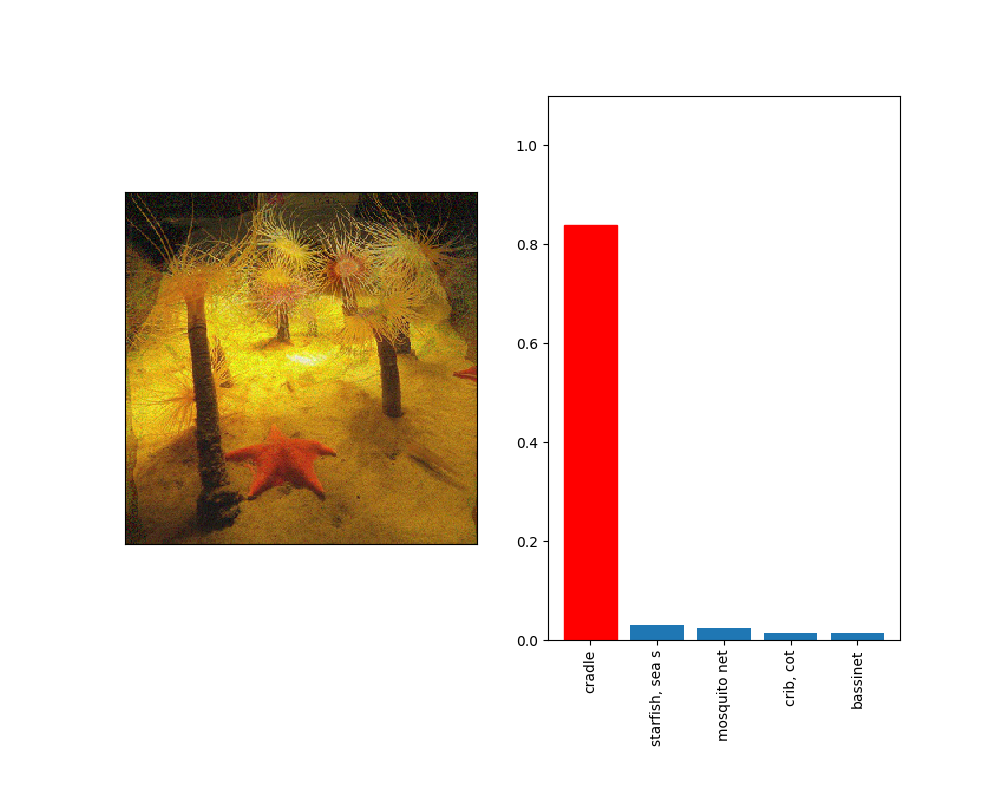 1.0
0.8
0.6
0.4
0.2
0.0
cradle
starfish, sea s
mosquito net
crib, cot
bassinet